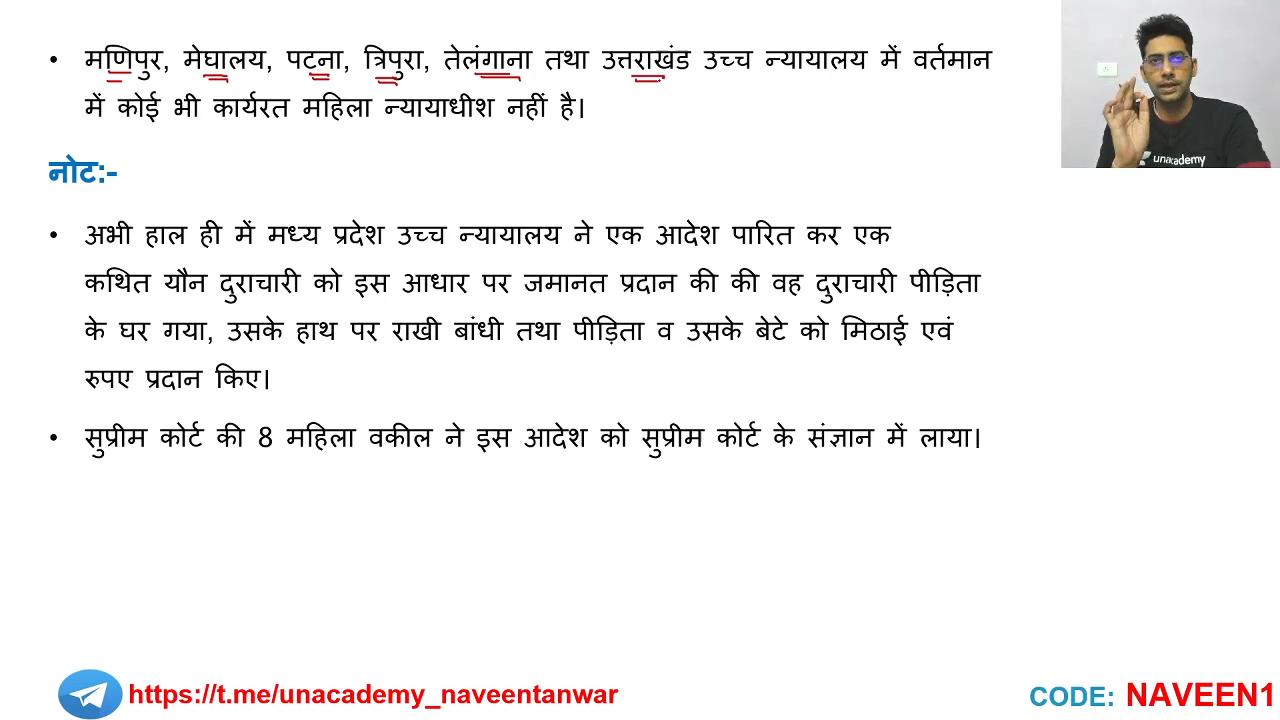 • मणिपुर, मेघालय, पटना, त्रिपुरा, तेलंगाना तथा उत्तराखंड उच्च न्यायालय में वर्तमान
में कोई भी कार्यरत महिला न्यायाधीश नहीं है।
नोट:-
• अभी हाल ही में मध्य प्रदेश उच्च न्यायालय ने एक आदेश पारित कर एक
कथित यौन दुराचारी को इस आधार पर जमानत प्रदान की की वह दुराचारी पीड़िता
के घर गया, उसके हाथ पर राखी बांधी तथा पीड़िता व उसके बेटे को मिठाई एवं
रुपए प्रदान किए।
• सुप्रीम कोर्ट की 8 महिला वकील ने इस आदेश को सुप्रीम कोर्ट के संज्ञान में लाया।
unacademy
https://t.me/unacademy_naveentanwar
CODE: NAVEEN1